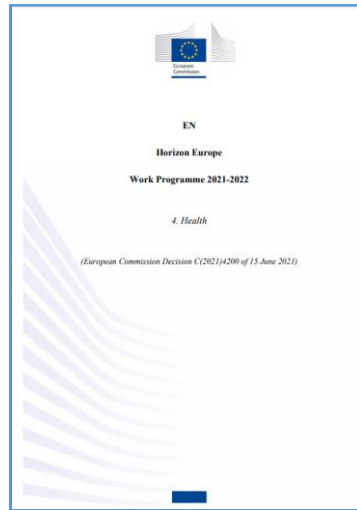 European
Commission
EN
Horizon Europe
Work Programme 2021-2022
4. Health
(European Commission Decision C(2021)4200 of 15 June 2021)